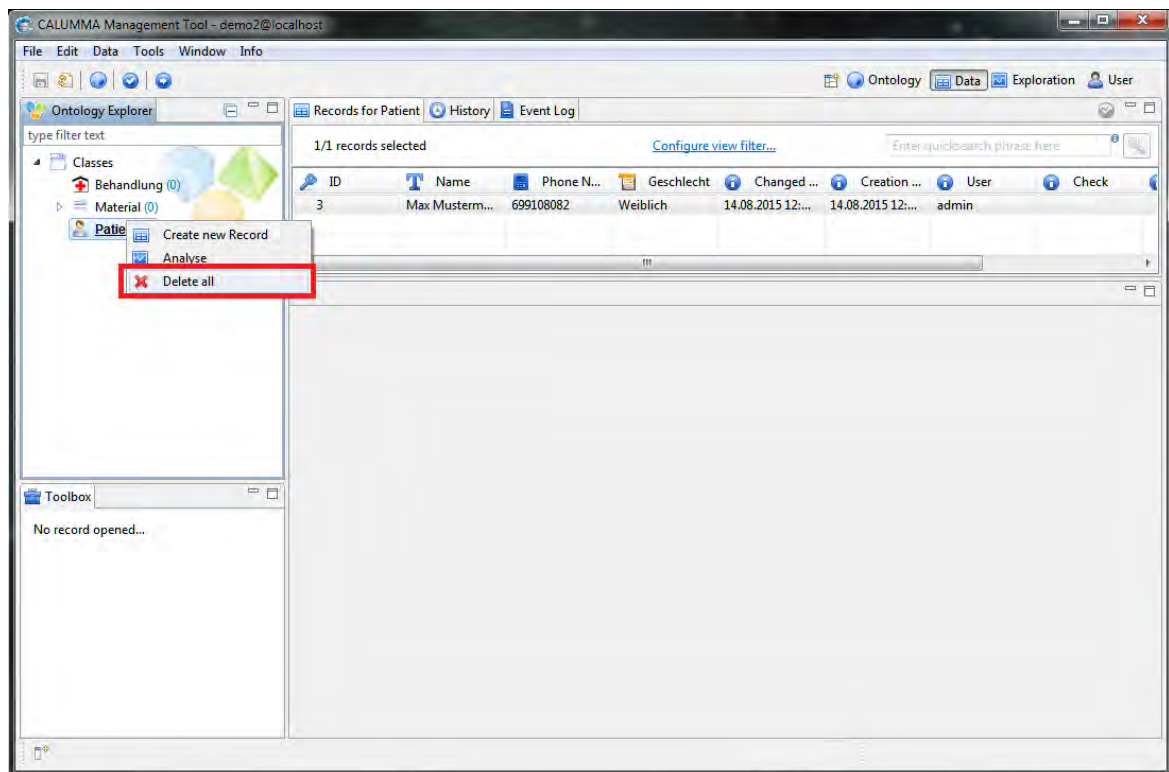 CALUMMA Management Tool - demo2@localhost
File Edit Data Tools Window Info
Ontology Data Exploration User
Ontology Explorer
Records for Patient History Event Log
type filter text
1/1 records selected Configure view filter... Enter quicksearch phrase here
Classes
Behandlung (0)
Material (0)
Patie
ID Name Phone N... Geschlecht Changed ... Creation ... User Check
3 Max Musterm... 699108082 Weiblich 14.08.2015 12:... 14.08.2015 12:... admin
Create new Record
Analyse
Delete all
Toolbox
No record opened...